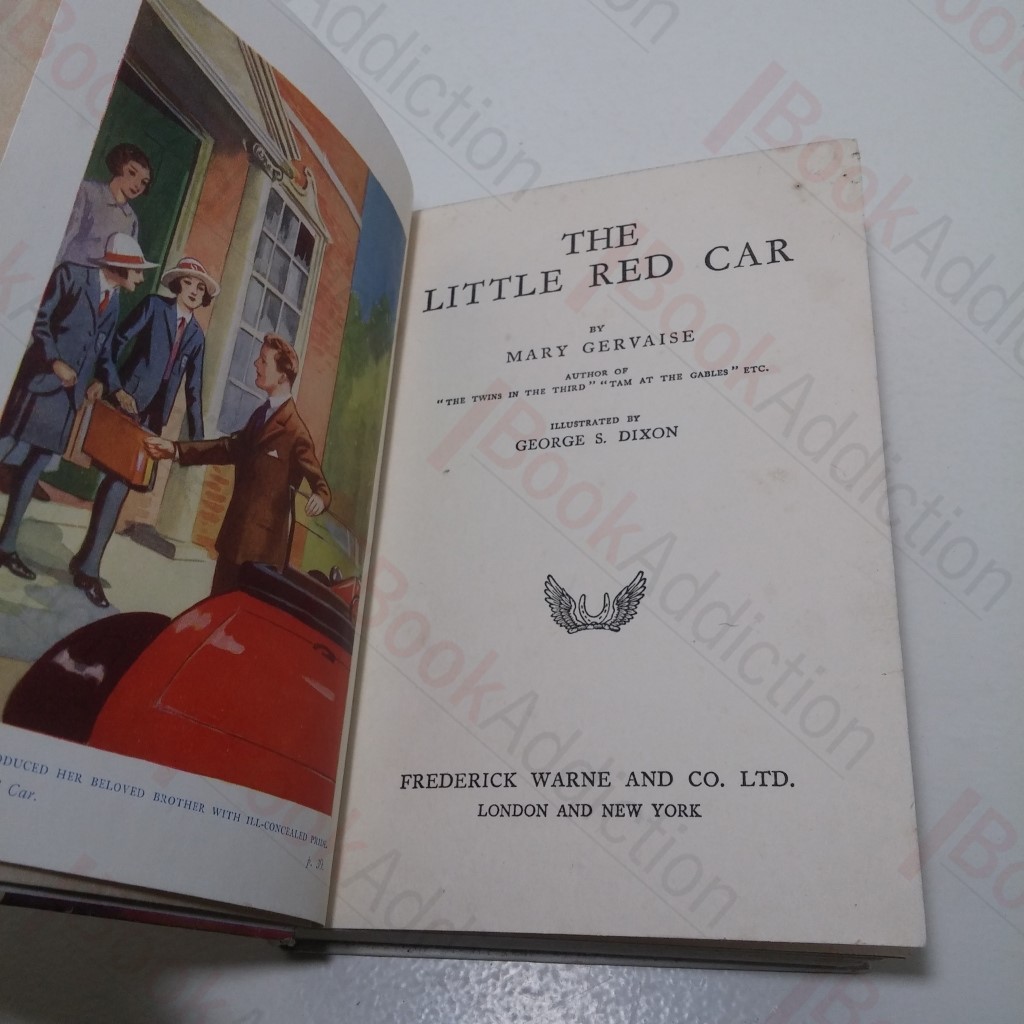 ODUCED HER BELOVED BROTHER WITH ILL-CONCEALED PRIDE.
Car.
p. 
THE
LITTLE RED CAR
BY
MARY GERVAISE
AUTHOR OF
"THE TWINS IN THE THIRD" "TAM AT THE GABLES" ETC.
ILLUSTRATED BY
GEORGE S. DIXON
FREDERICK WARNE AND CO. LTD.
LONDON AND NEW YORK
BookAddiction